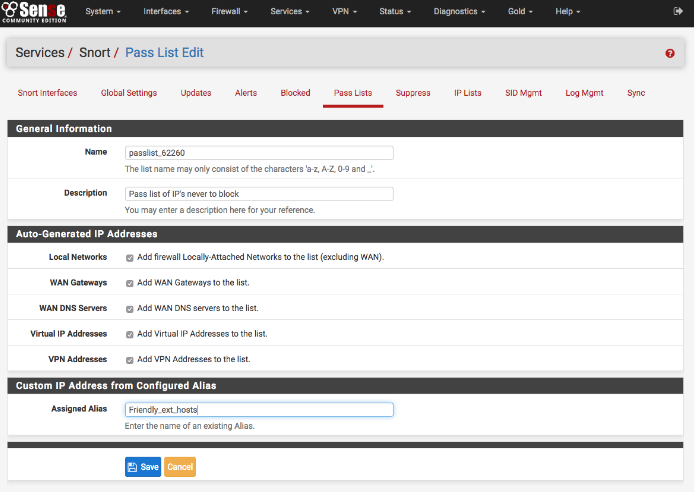 Sense
COMMUNITY EDITION
System Interfaces Firewall Services VPN Status Diagnostics Gold Help
Services / Snort / Pass List Edit
Snort Interfaces Global Settings Updates Alerts Blocked Pass Lists Suppress IP Lists SID Mgmt Log Mgmt Sync
General Information
Name passlist_62260
The list name may only consist of the characters 'a-z, A-Z, 0-9 and _'.
Description Pass list of IP's never to block
You may enter a description here for your reference.
Auto-Generated IP Addresses
Local Networks Add firewall Locally-Attached Networks to the list (excluding WAN).
WAN Gateways Add WAN Gateways to the list.
WAN DNS Servers Add WAN DNS servers to the list.
Virtual IP Addresses Add Virtual IP Addresses to the list.
VPN Addresses Add VPN Addresses to the list.
Custom IP Address from Configured Alias
Assigned Alias Friendly_ext_hosts
Enter the name of an existing Alias.
Save Cancel